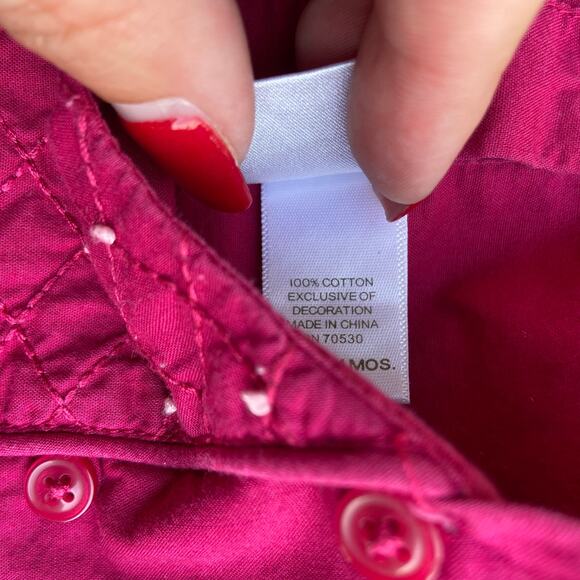 100% COTTON
EXCLUSIVE OF
DECORATION
MADE IN CHINA
70530
MOS.